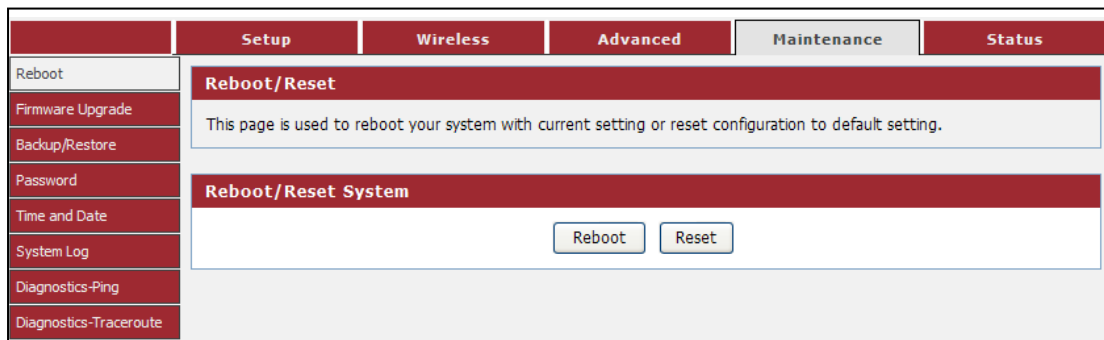 Setup Wireless Advanced Maintenance Status
Reboot
Firmware Upgrade
Backup/Restore
Password
Time and Date
System Log
Diagnostics-Ping
Diagnostics-Traceroute
Reboot/Reset
This page is used to reboot your system with current setting or reset configuration to default setting.
Reboot/Reset System
Reboot Reset